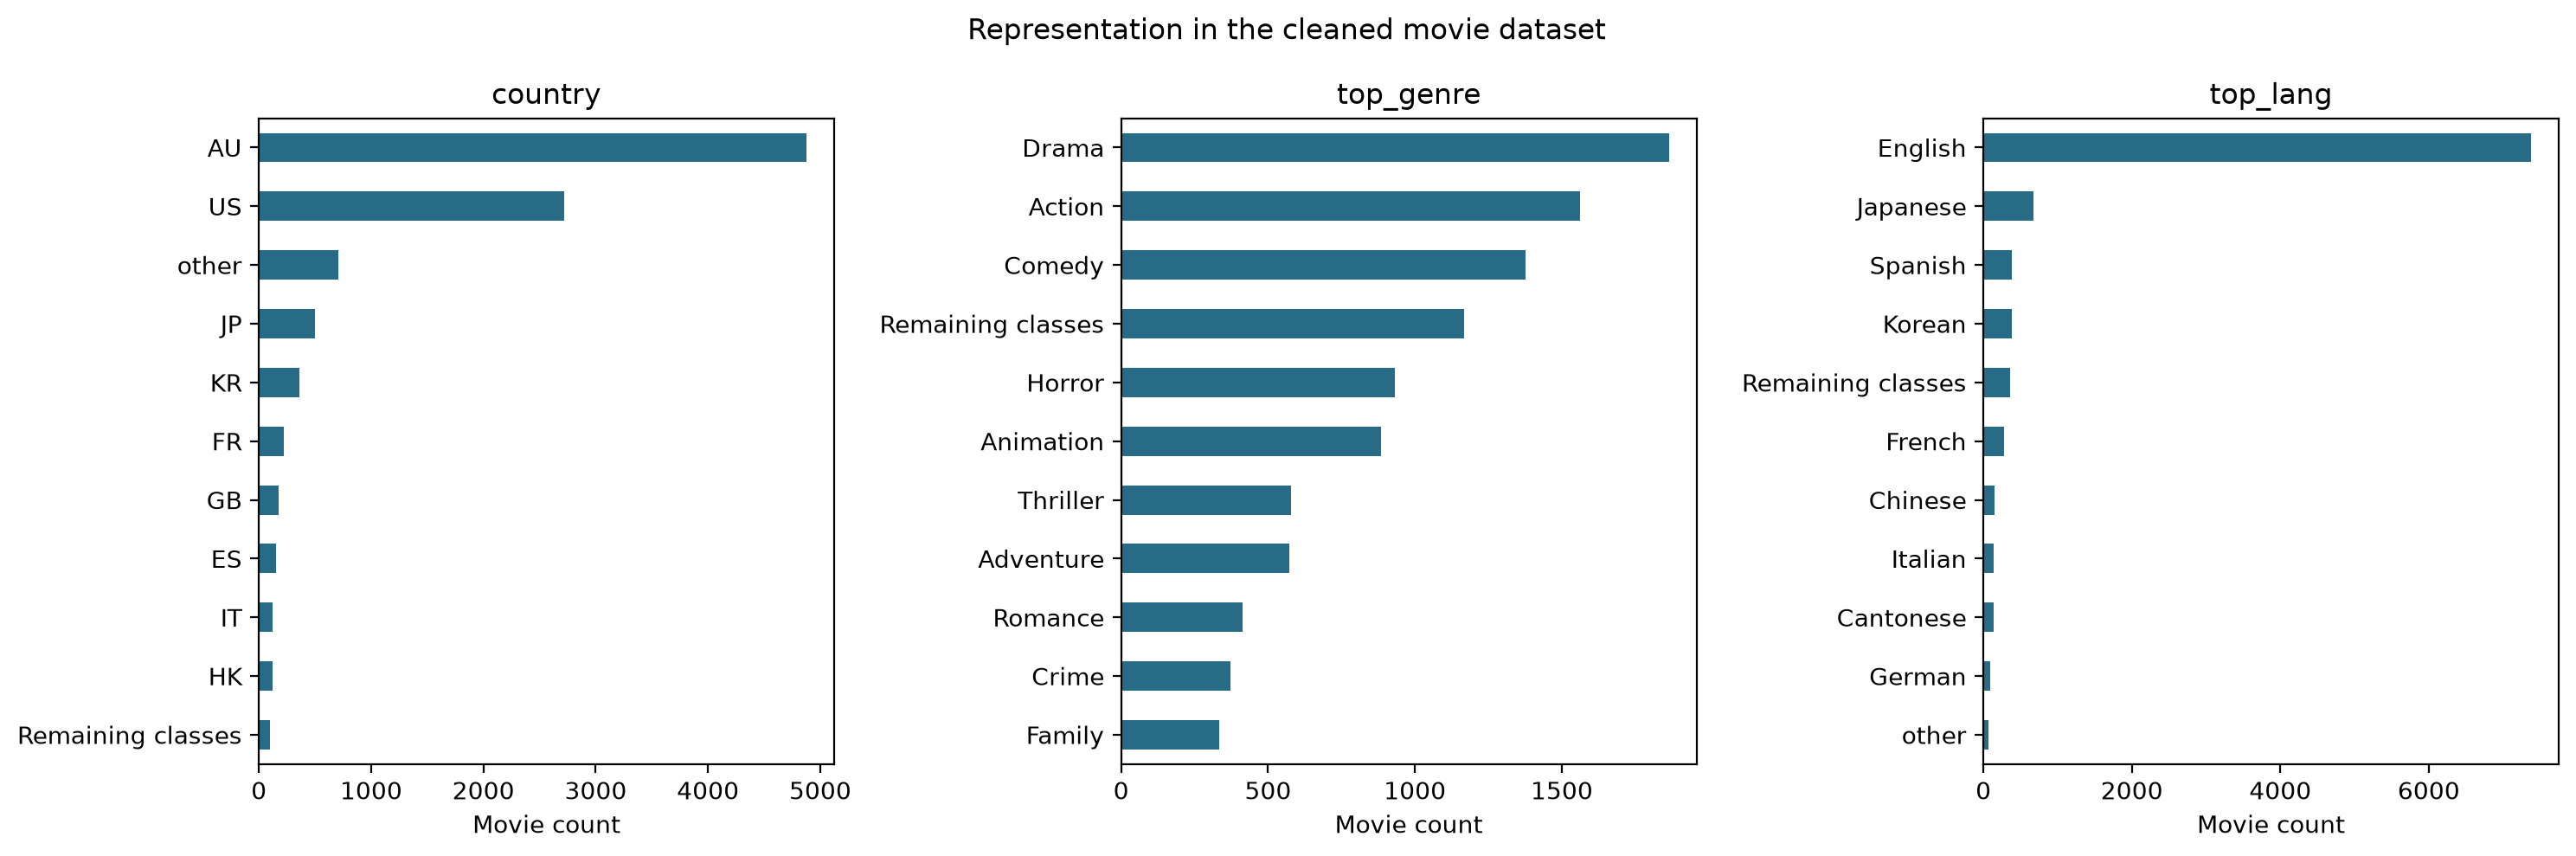 Representation in the cleaned movie dataset
country
AU
US
other
JP
KR
FR
GB
ES
IT
HK
Remaining classes
0 1000 2000 3000 4000 5000
Movie count
top_genre
Drama
Action
Comedy
Remaining classes
Horror
Animation
Thriller
Adventure
Romance
Crime
Family
0 500 1000 1500
Movie count
top_lang
English
Japanese
Spanish
Korean
Remaining classes
French
Chinese
Italian
Cantonese
German
other
0 2000 4000 6000
Movie count